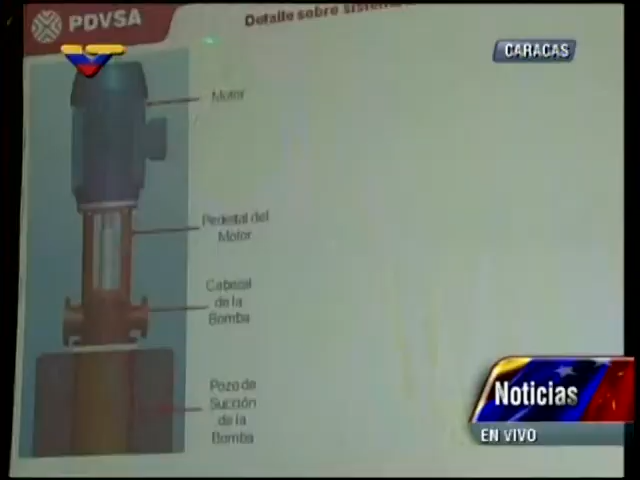 PDVSA
Detalle sobre sistema
CARACAS
Motor
Pedestal del
Motor
Cabezal
de la
Bomba
Pozo de
Succión
de la
Bomba
Noticias
EN VIVO